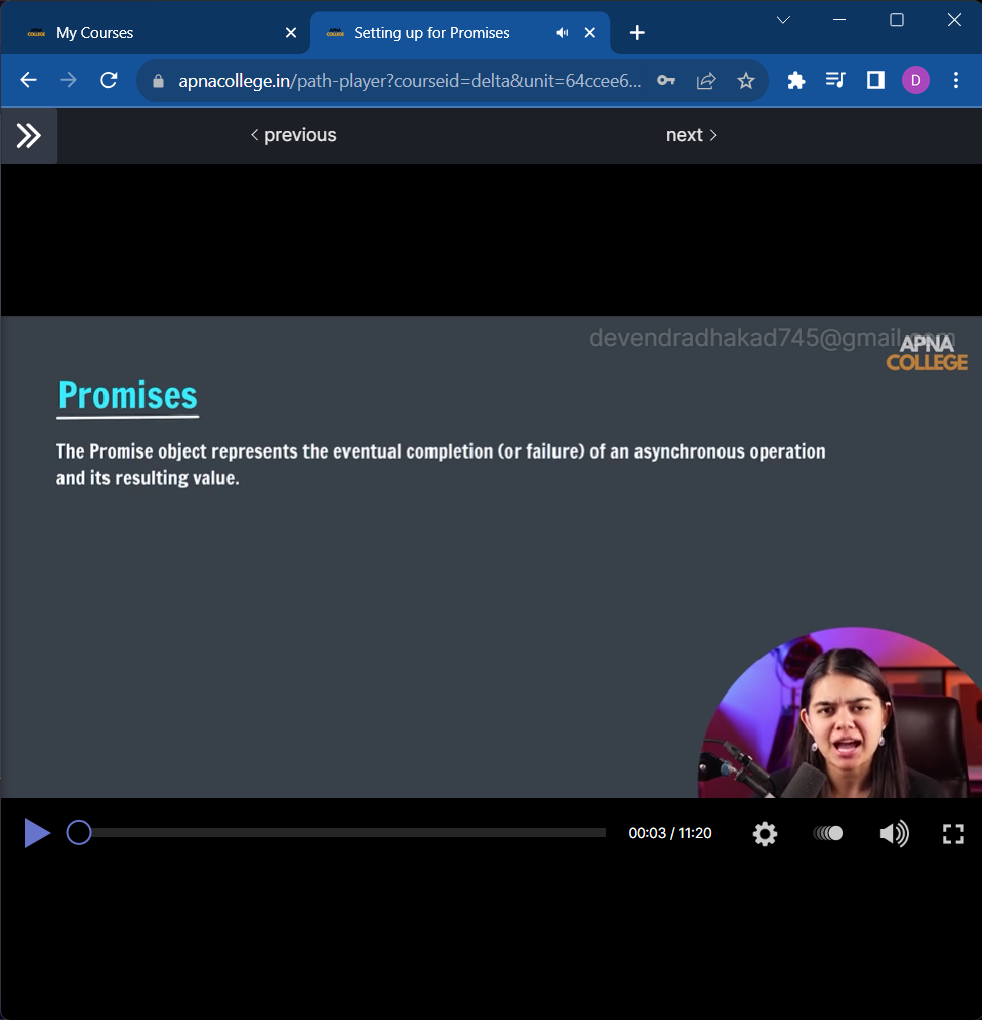 My Courses
Setting up for Promises
apnacollege.in/path-player?courseid=delta&unit=64ccee6...
D
previous
next
devendradhakad745@gmail.com
APNA
COLLEGE
Promises
The Promise object represents the eventual completion (or failure) of an asynchronous operation
and its resulting value.
00:03 / 11:20